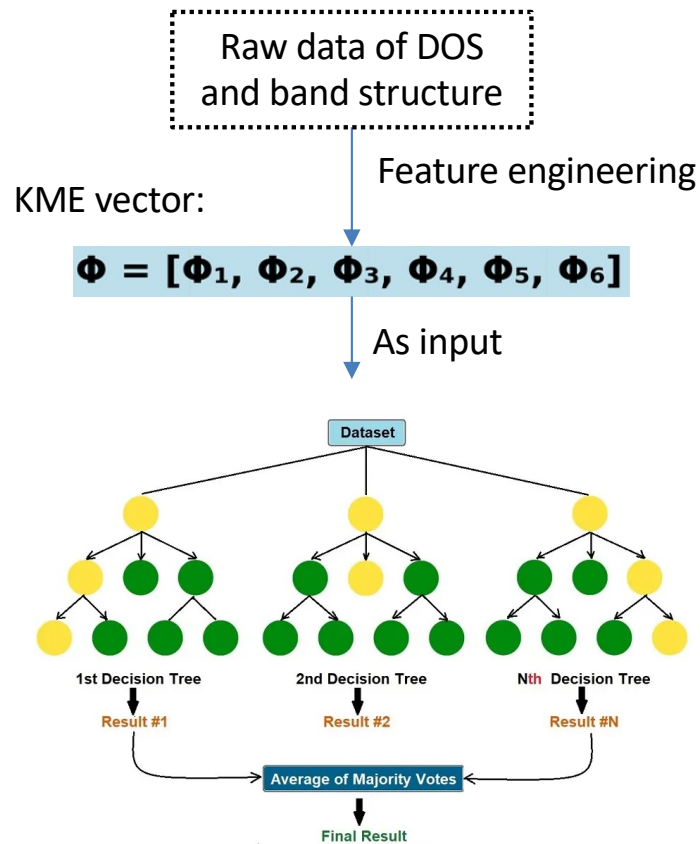 Raw data of DOS
and band structure
Feature engineering
KME vector:
Φ = [Φ₁, Φ₂, Φ₃, Φ₄, Φ₅, Φ₆]
As input
Dataset
1st Decision Tree
2nd Decision Tree
Nth Decision Tree
Result #1
Result #2
Result #N
Average of Majority Votes
Final Result